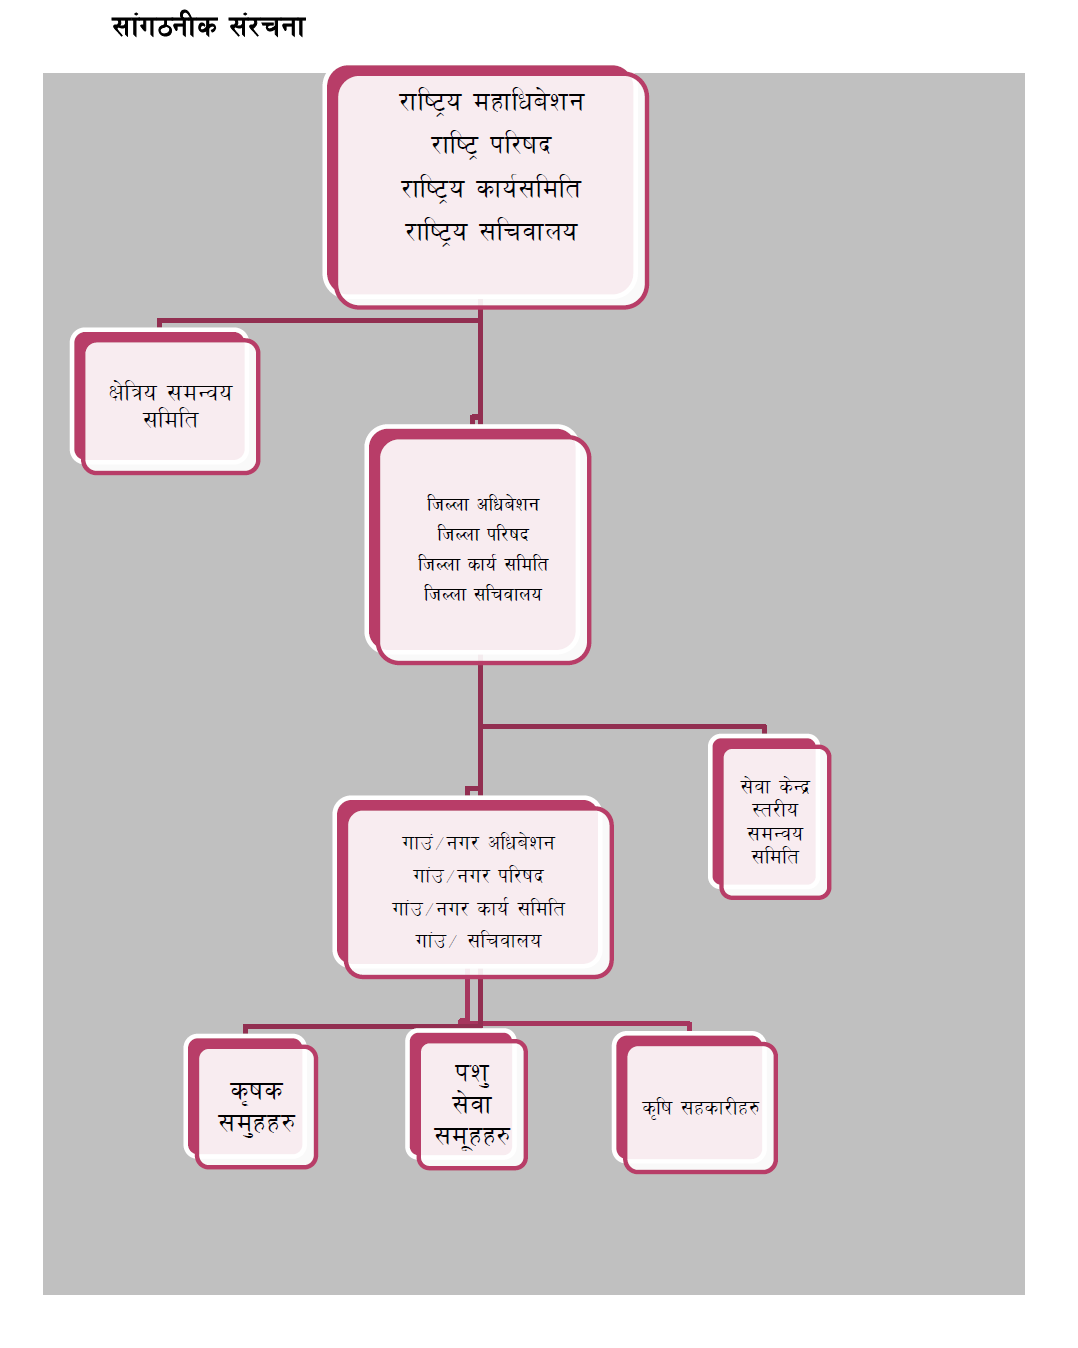 सांगठनीक संरचना
राष्ट्रिय महाधिबेशन
राष्ट्रि परिषद
राष्ट्रिय कार्यसमिति
राष्ट्रिय सचिवालय
क्षेत्रिय समन्वय
समिति
जिल्ला अधिबेशन
जिल्ला परिषद
जिल्ला कार्य समिति
जिल्ला सचिवालय
सेवा केन्द्र
स्तरीय
समन्वय
समिति
गाउं/नगर अधिबेशन
गांउ/नगर परिषद
गांउ/नगर कार्य समिति
गांउ/ सचिवालय
कृषक
समुहहरु
पशु
सेवा
समूहहरु
कृषि सहकारीहरु